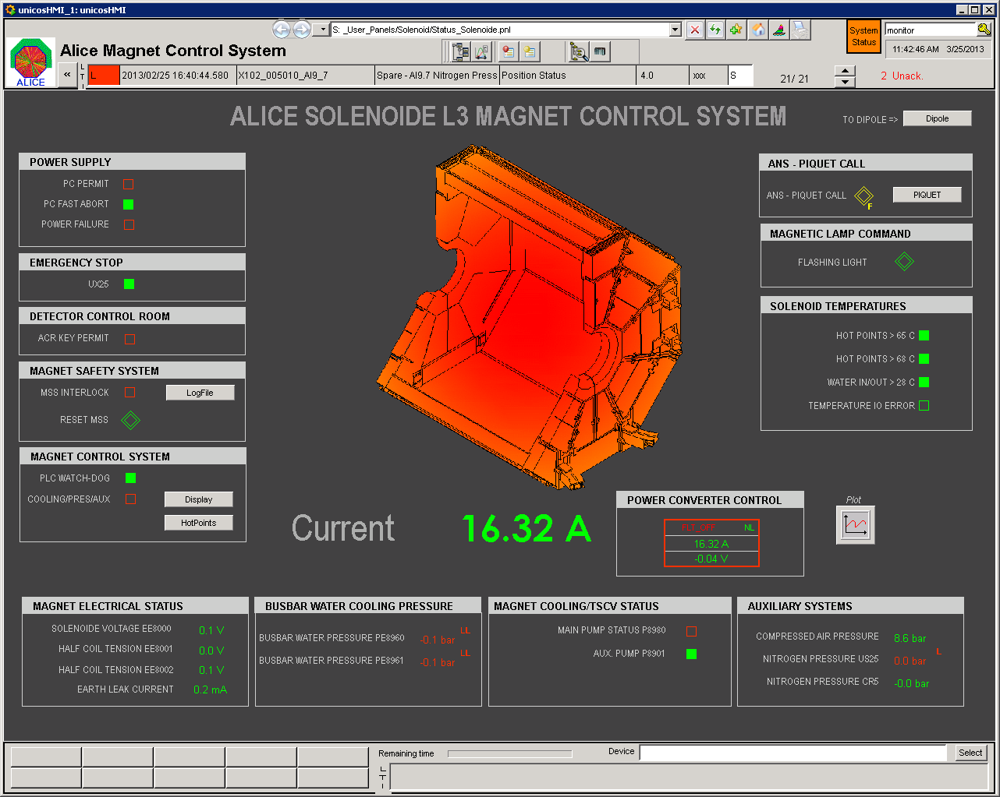 unicosHMI_1: unicosHMI
S: _User_Panels/Solenoid/Status_Solenoide.pnl
System Status
monitor
11:42:46 AM 3/25/2013
ALICE
Alice Magnet Control System
«
L
T
I
L 2013/02/25 16:40:44.580 X102_005010_AI9_7 Spare - AI9.7 Nitrogen Press Position Status 4.0 xxx S
21/ 21
2 Unack.
ALICE SOLENOIDE L3 MAGNET CONTROL SYSTEM
TO DIPOLE => Dipole
POWER SUPPLY
PC PERMIT
PC FAST ABORT
POWER FAILURE
EMERGENCY STOP
UX25
DETECTOR CONTROL ROOM
ACR KEY PERMIT
MAGNET SAFETY SYSTEM
MSS INTERLOCK LogFile
RESET MSS
MAGNET CONTROL SYSTEM
PLC WATCH-DOG
COOLING/PRES/AUX Display
HotPoints
ANS - PIQUET CALL
ANS - PIQUET CALL F PIQUET
MAGNETIC LAMP COMMAND
FLASHING LIGHT
SOLENOID TEMPERATURES
HOT POINTS > 65 C
HOT POINTS > 68 C
WATER IN/OUT > 28 C
TEMPERATURE IO ERROR
Current 16.32 A
POWER CONVERTER CONTROL
FLT_OFF NL
16.32 A
-0.04 V
Plot
MAGNET ELECTRICAL STATUS
SOLENOIDE VOLTAGE EE8000 0.1 V
HALF COIL TENSION EE8001 0.0 V
HALF COIL TENSION EE8002 0.1 V
EARTH LEAK CURRENT 0.2 mA
BUSBAR WATER COOLING PRESSURE
BUSBAR WATER PRESSURE PE8960 -0.1 bar LL
BUSBAR WATER PRESSURE PE8961 -0.1 bar LL
MAGNET COOLING/TSCV STATUS
MAIN PUMP STATUS P8980
AUX. PUMP P8901
AUXILIARY SYSTEMS
COMPRESSED AIR PRESSURE 8.6 bar
NITROGEN PRESSURE US25 0.0 bar L
NITROGEN PRESSURE CR5 -0.0 bar
Remaining time
Device
Select
L
T
I